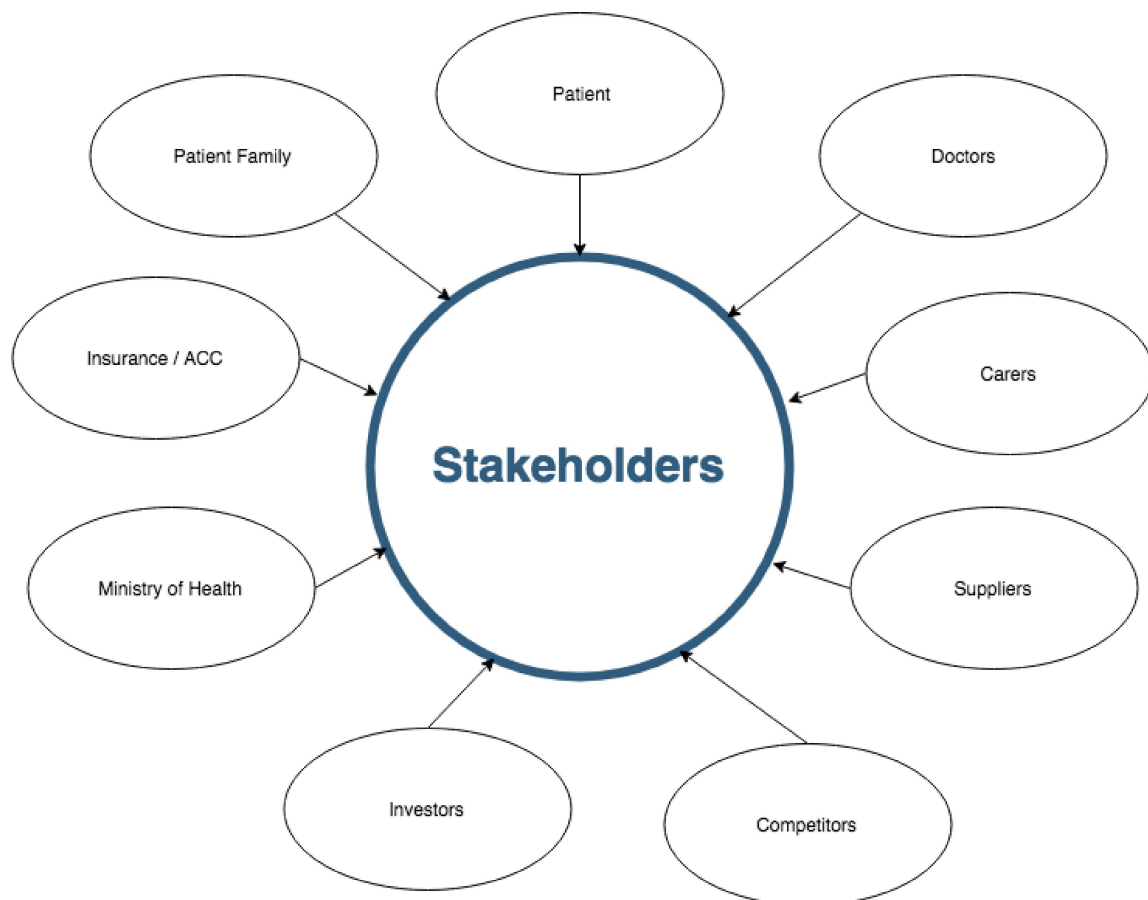 Patient
Patient Family
Doctors
Insurance / ACC
Carers
Stakeholders
Ministry of Health
Suppliers
Investors
Competitors